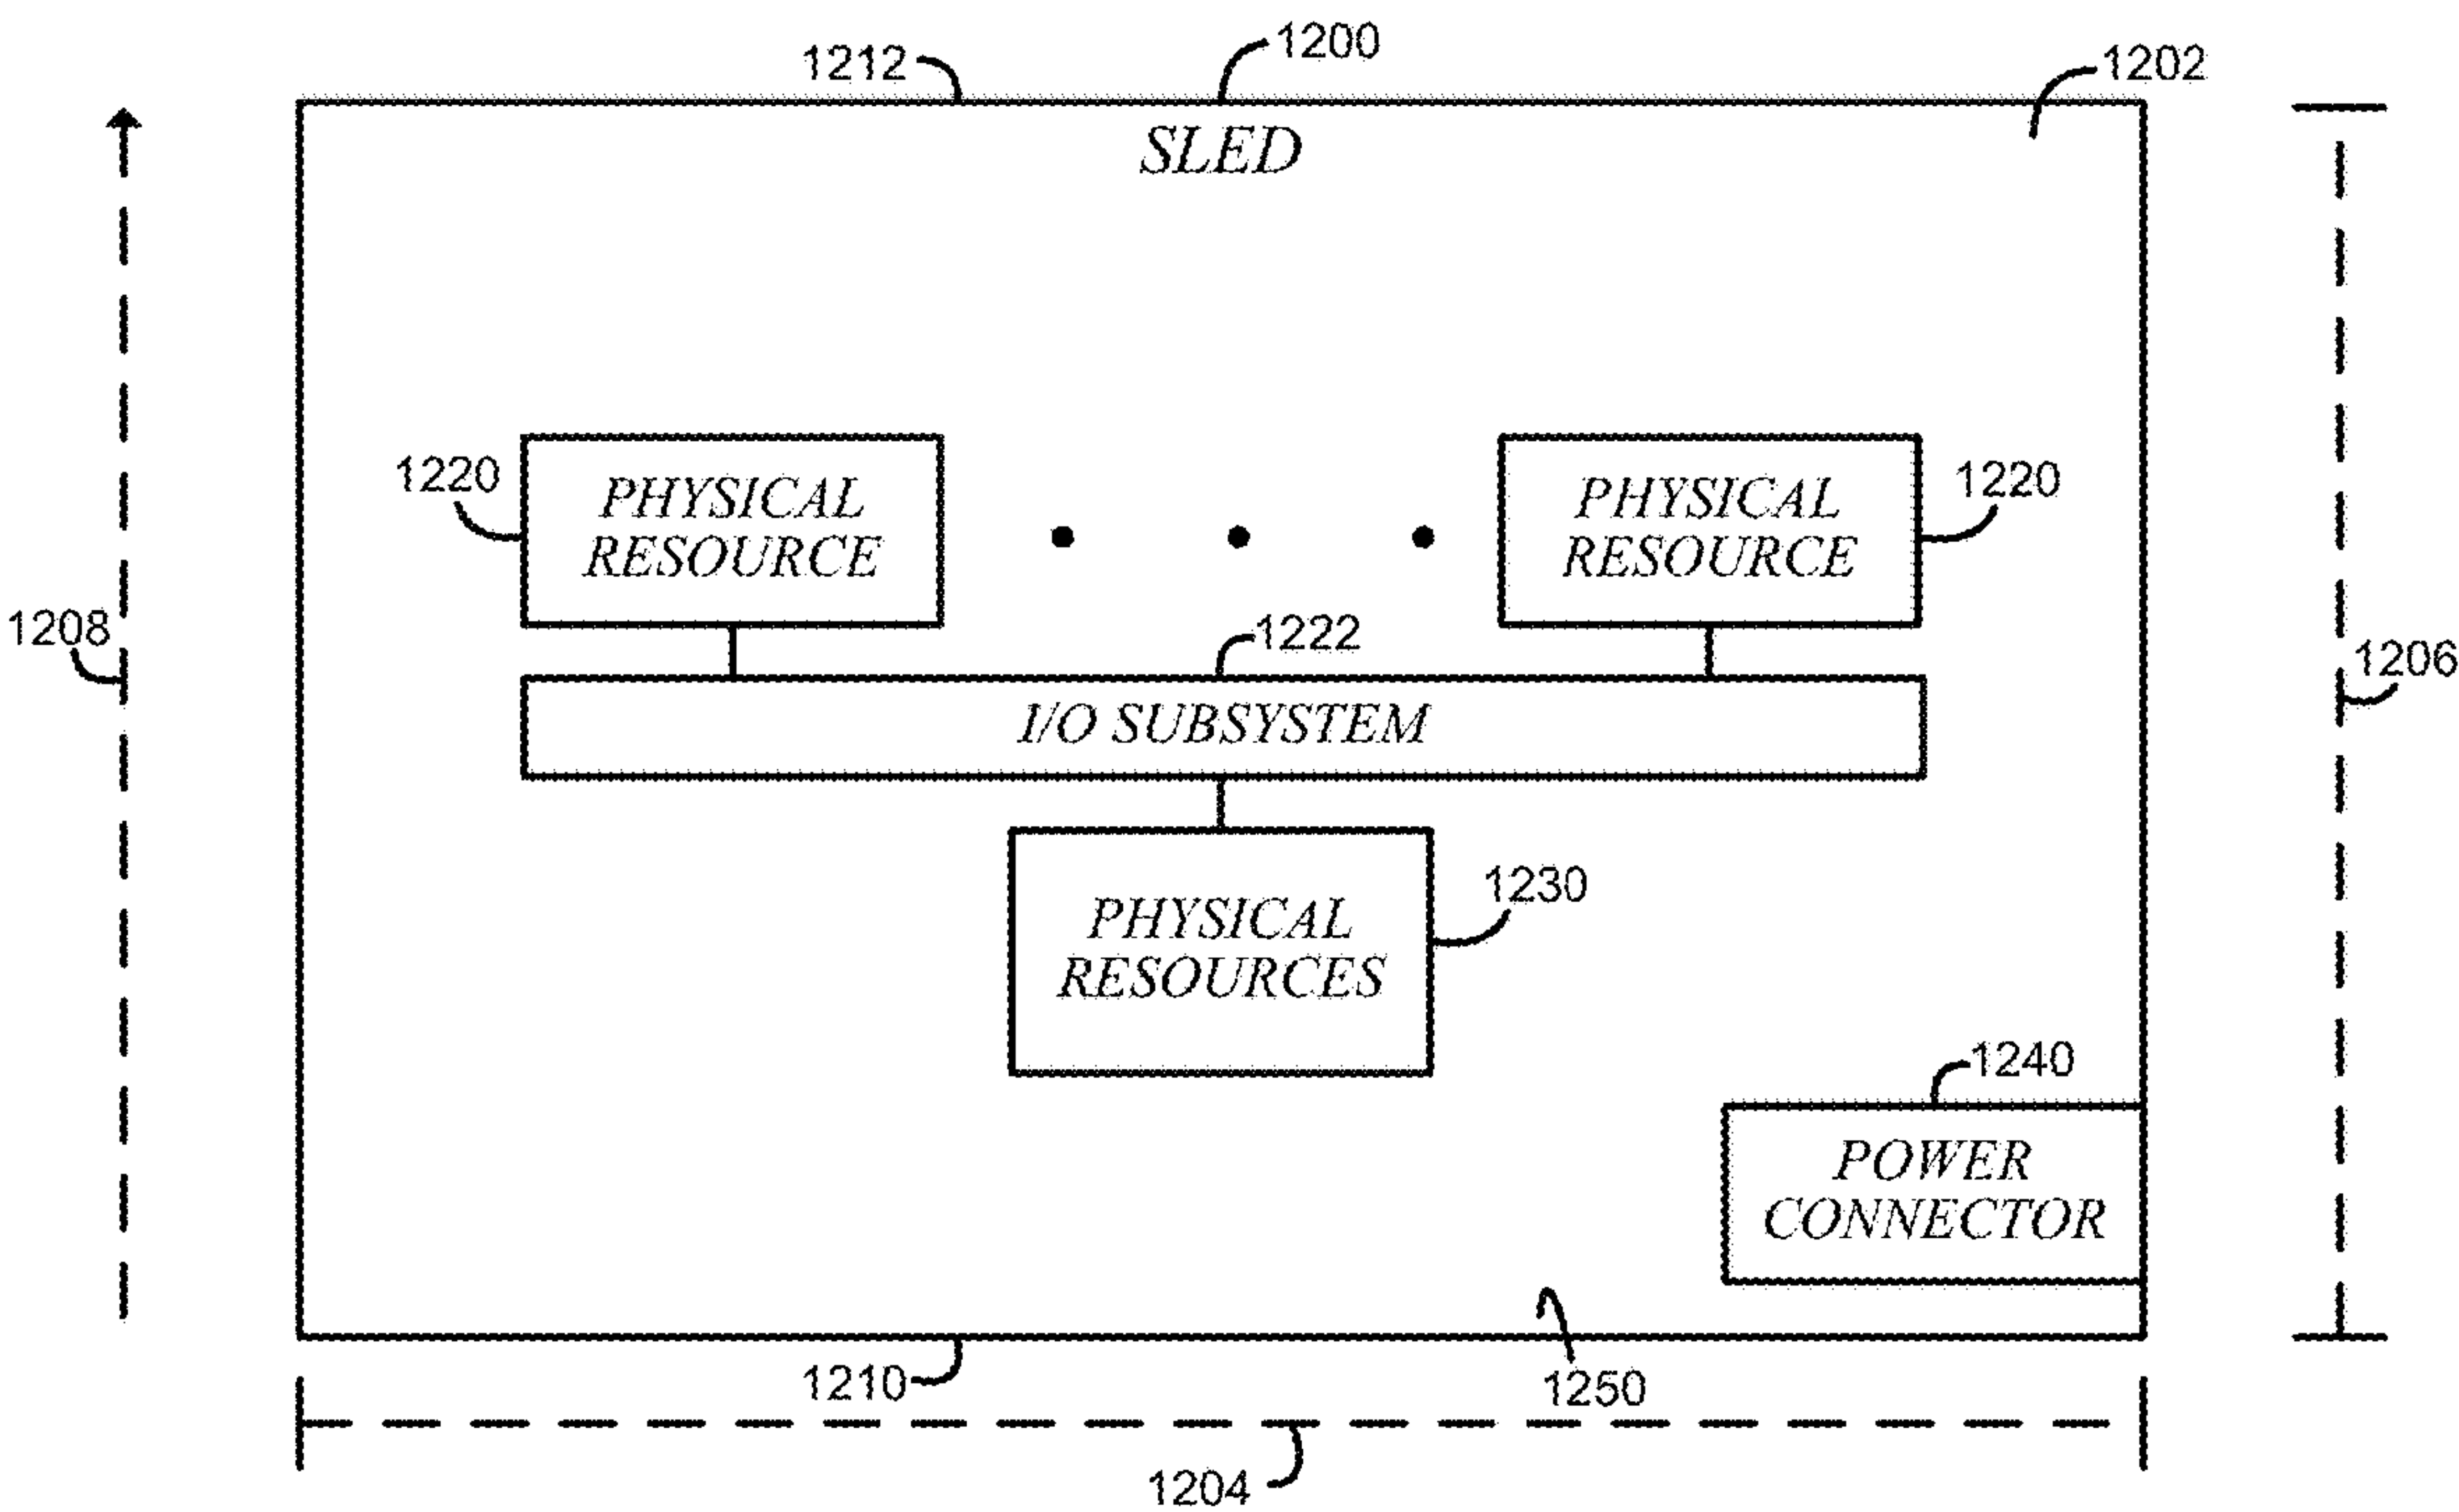 1200
1212
1202
SLED
1220
PHYSICAL
RESOURCE
PHYSICAL
RESOURCE
1220
1208
1222
1206
I/O SUBSYSTEM
1230
PHYSICAL
RESOURCES
1240
POWER
CONNECTOR
1210
1250
1204